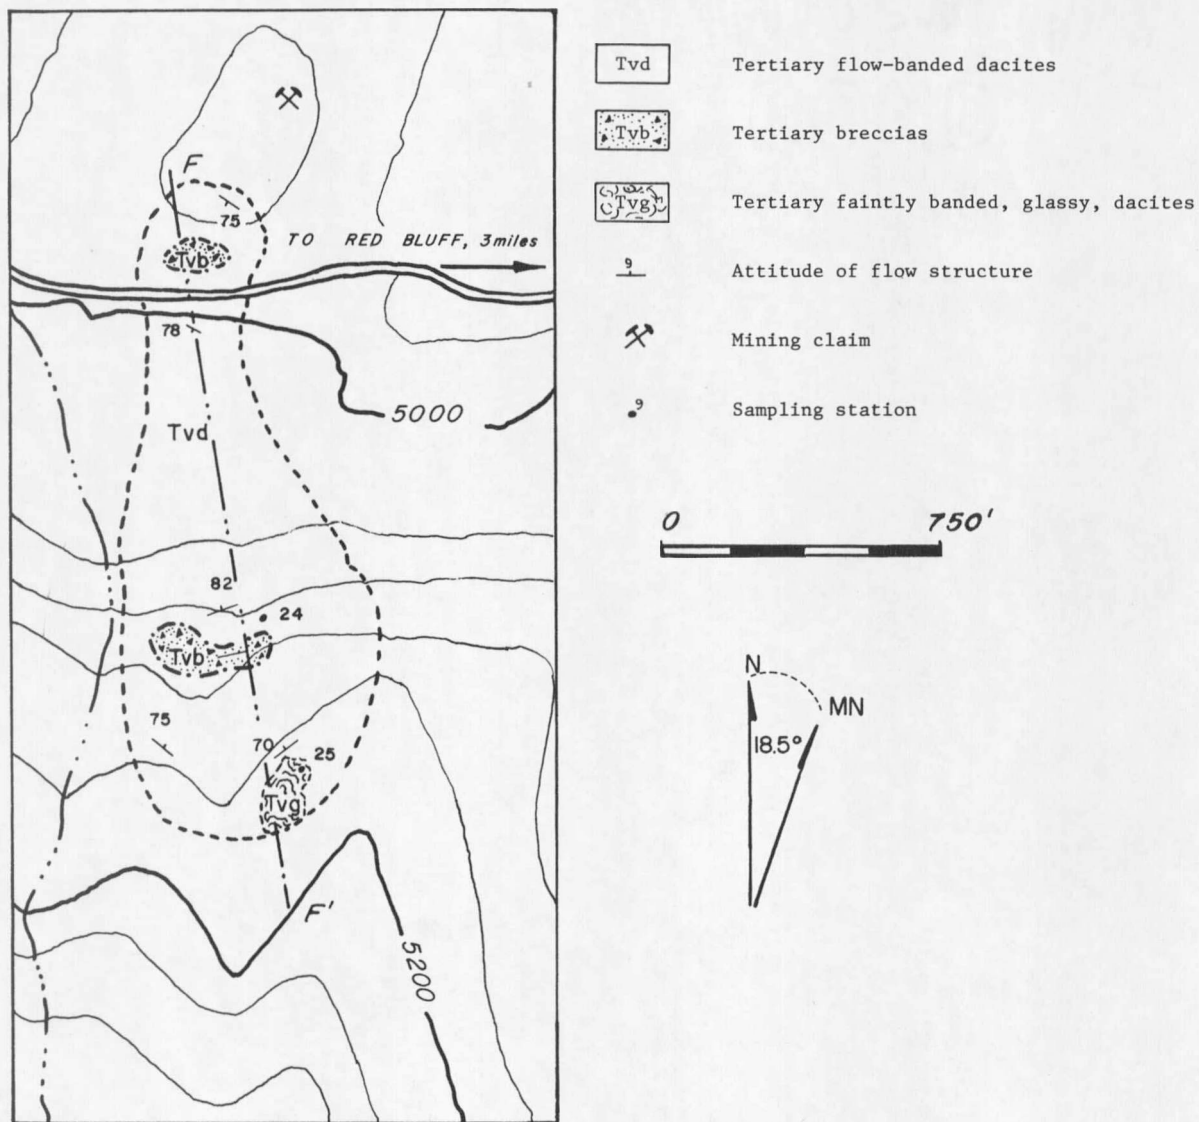 F
75
Tvb
TO RED BLUFF, 3 miles
78
5000
Tvd
82
24
Tvb
75
70
25
Tvg
F'
5200
Tvd Tertiary flow-banded dacites
Tvb Tertiary breccias
Tvg Tertiary faintly banded, glassy, dacites
9 Attitude of flow structure
Mining claim
9 Sampling station
0 750'
N
MN
18.5°